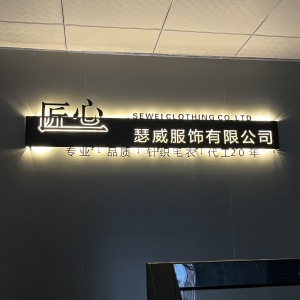 匠心
SEWEI CLOTHING CO. LTD
瑟威服饰有限公司
专业 | 品质 | 针织毛衣 | 代工20年